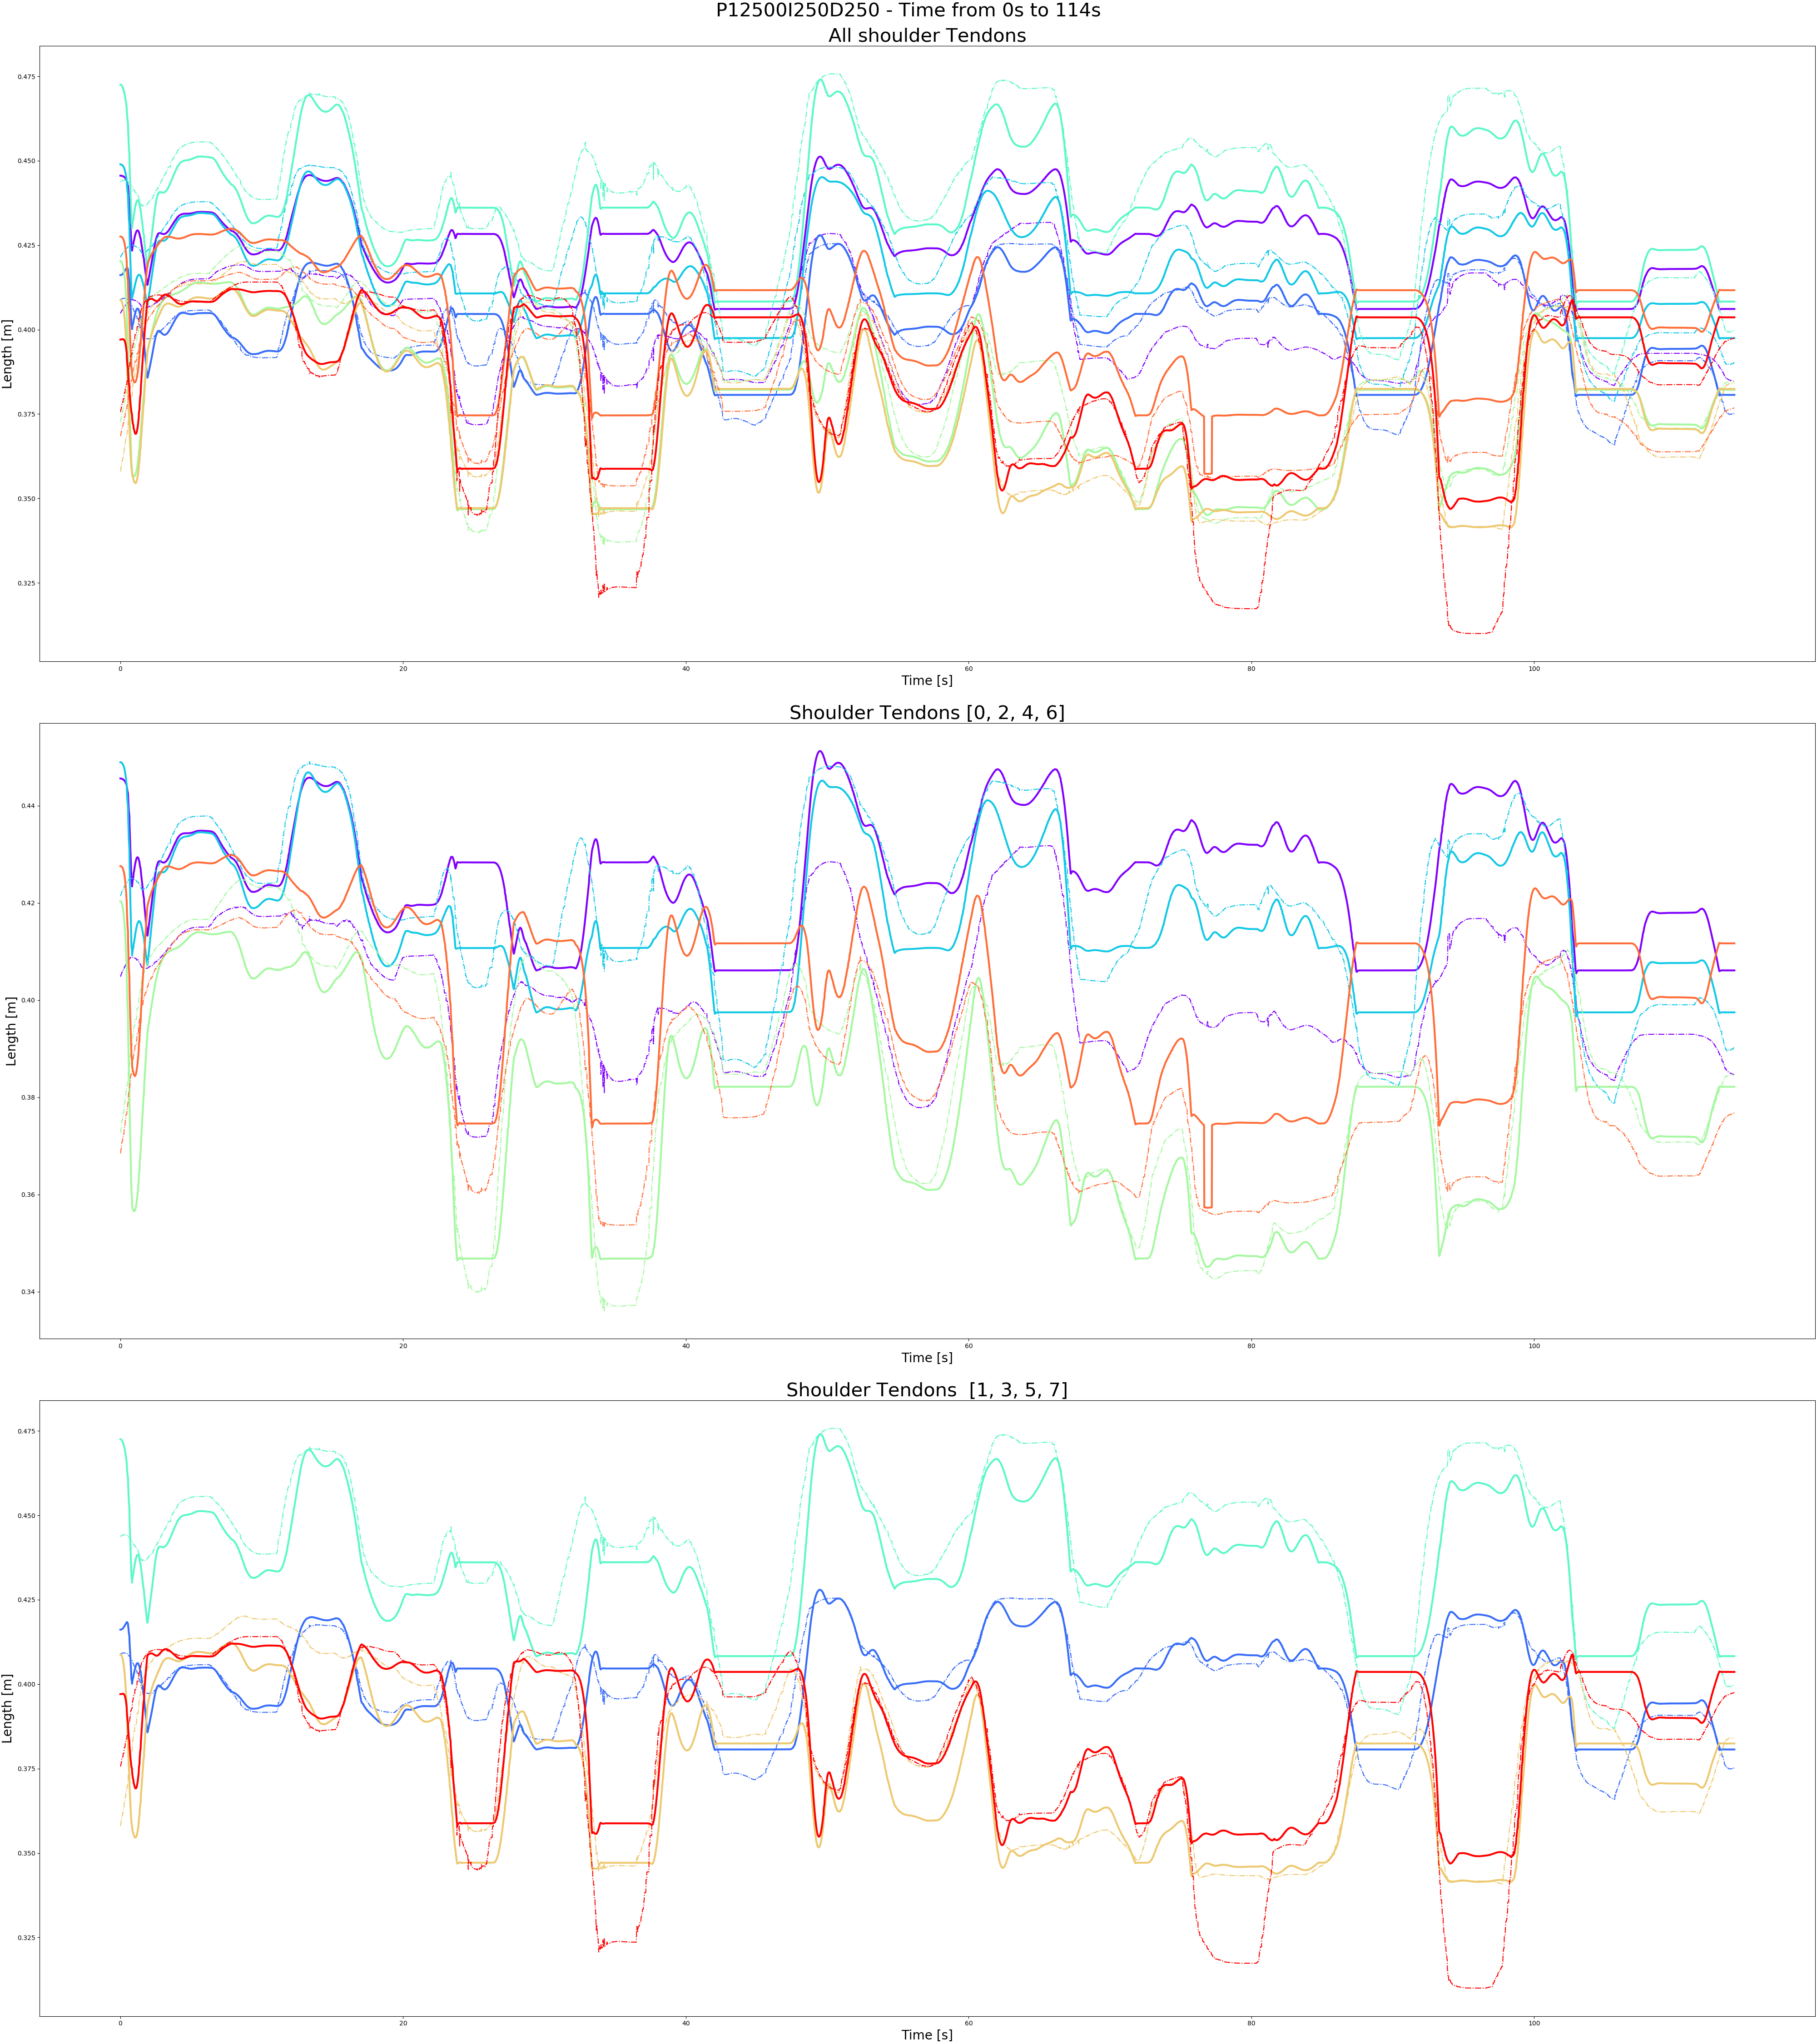 P12500I250D250 - Time from 0s to 114s
All shoulder Tendons
0.475
0.450
0.425
0.400
0.375
0.350
0.325
Length [m]
0 20 40 60 80 100
Time [s]
Shoulder Tendons [0, 2, 4, 6]
0.44
0.42
0.40
0.38
0.36
0.34
Length [m]
0 20 40 60 80 100
Time [s]
Shoulder Tendons  [1, 3, 5, 7]
0.475
0.450
0.425
0.400
0.375
0.350
0.325
Length [m]
0 20 40 60 80 100
Time [s]